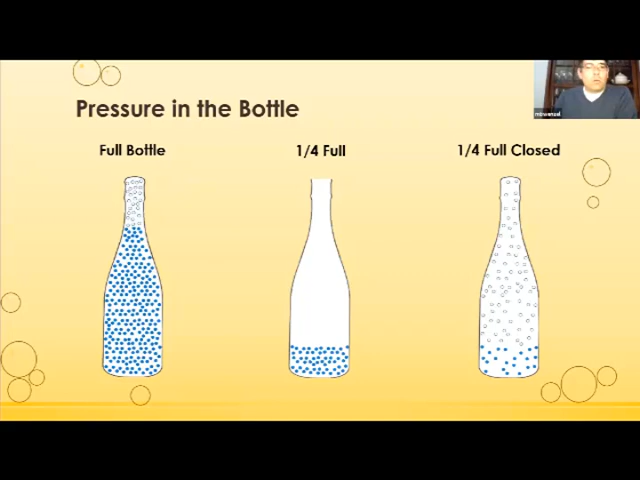 Pressure in the Bottle
Full Bottle
1/4 Full
1/4 Full Closed